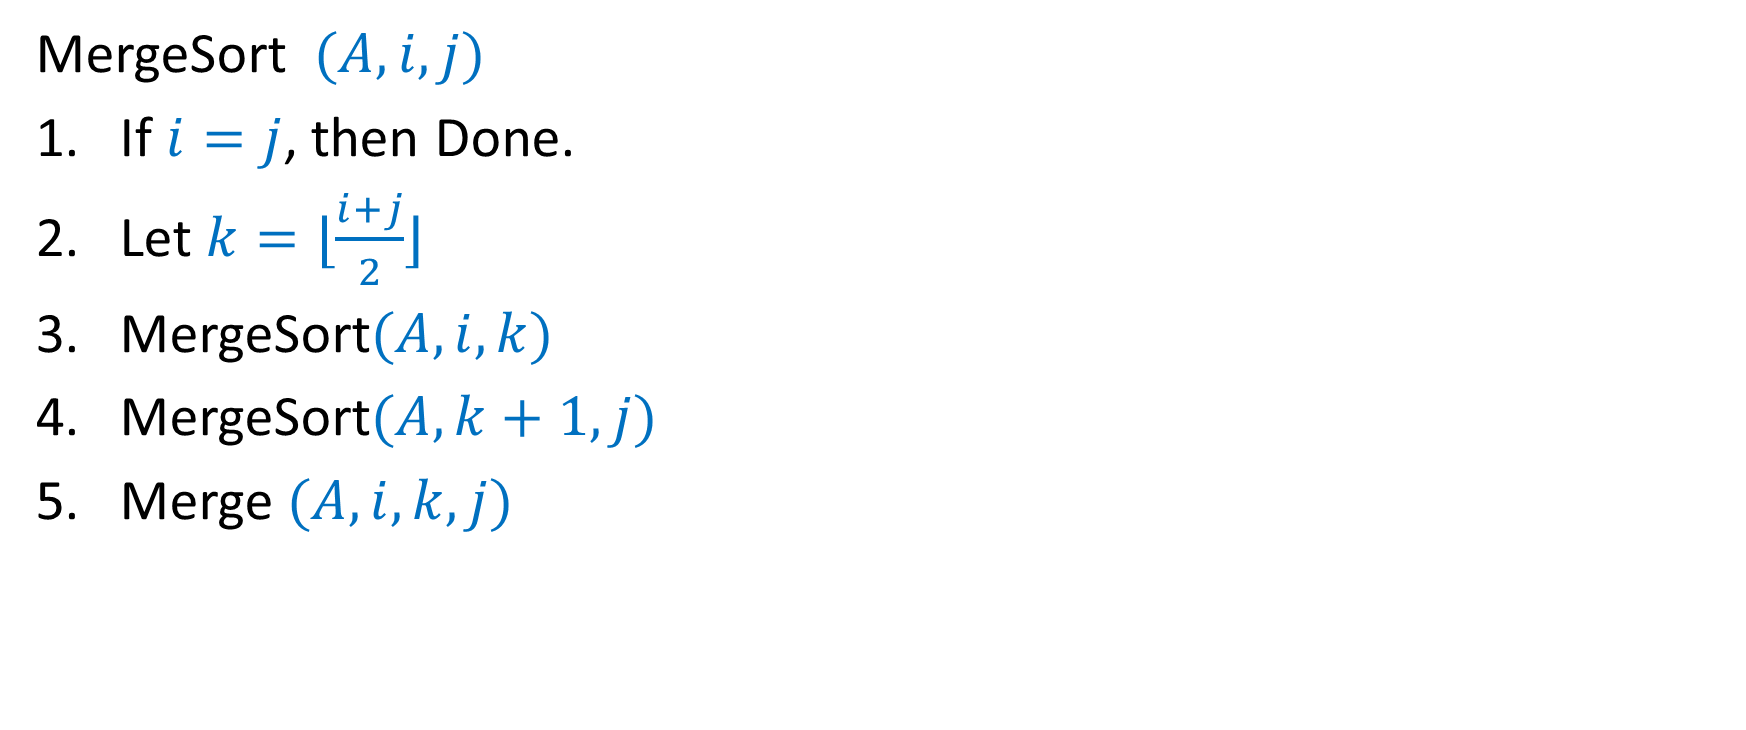 MergeSort (A, i, j)
1. If i = j, then Done.
2. Let k = ⌊(i+j)/2⌋
3. MergeSort(A, i, k)
4. MergeSort(A, k + 1, j)
5. Merge (A, i, k, j)